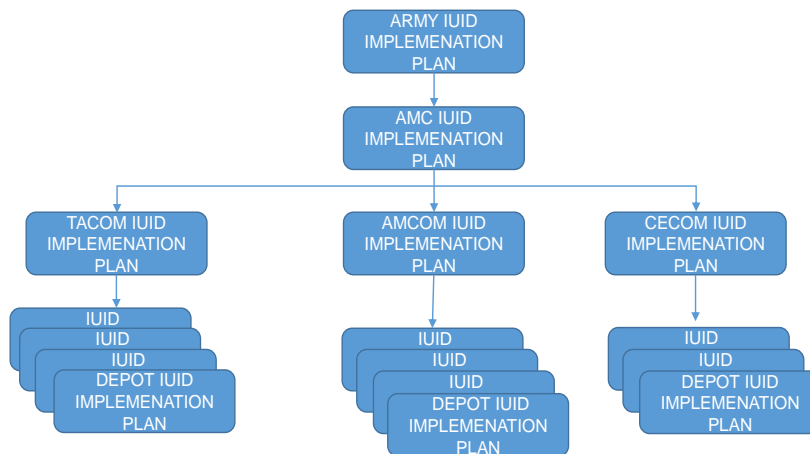 ARMY IUID
IMPLEMENATION
PLAN
AMC IUID
IMPLEMENATION
PLAN
TACOM IUID
IMPLEMENATION
PLAN
AMCOM IUID
IMPLEMENATION
PLAN
CECOM IUID
IMPLEMENATION
PLAN
IUID
IUID
IUID
DEPOT IUID
IMPLEMENATION
PLAN
IUID
IUID
IUID
DEPOT IUID
IMPLEMENATION
PLAN
IUID
IUID
DEPOT IUID
IMPLEMENATION
PLAN